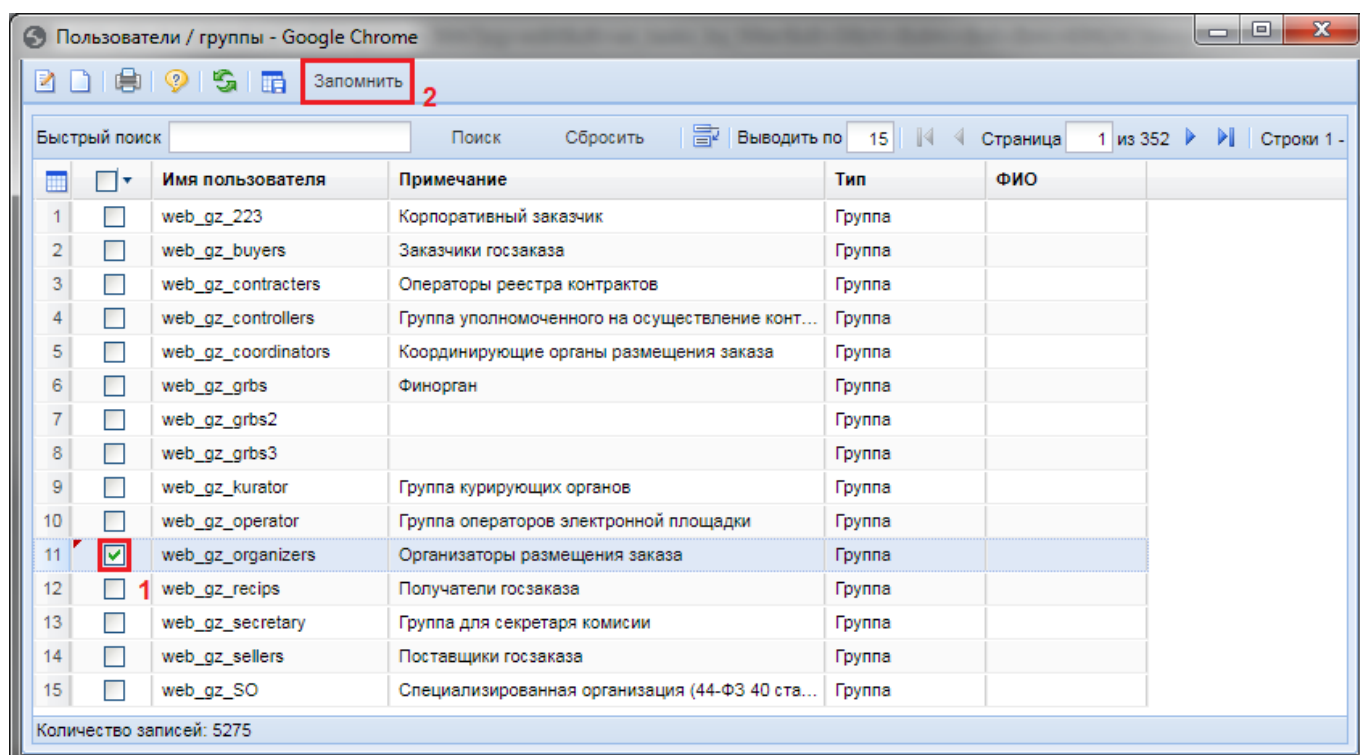 Пользователи / группы - Google Chrome
Запомнить
2
Быстрый поиск Поиск Сбросить Выводить по 15 Страница 1 из 352 Строки 1 -
Имя пользователя Примечание Тип ФИО
1 web_gz_223 Корпоративный заказчик Группа
2 web_gz_buyers Заказчики госзаказа Группа
3 web_gz_contracters Операторы реестра контрактов Группа
4 web_gz_controllers Группа уполномоченного на осуществление конт... Группа
5 web_gz_coordinators Координирующие органы размещения заказа Группа
6 web_gz_grbs Финорган Группа
7 web_gz_grbs2 Группа
8 web_gz_grbs3 Группа
9 web_gz_kurator Группа курирующих органов Группа
10 web_gz_operator Группа операторов электронной площадки Группа
11 web_gz_organizers Организаторы размещения заказа Группа
12 1 web_gz_recips Получатели госзаказа Группа
13 web_gz_secretary Группа для секретаря комисии Группа
14 web_gz_sellers Поставщики госзаказа Группа
15 web_gz_SO Специализированная организация (44-ФЗ 40 ста... Группа
Количество записей: 5275